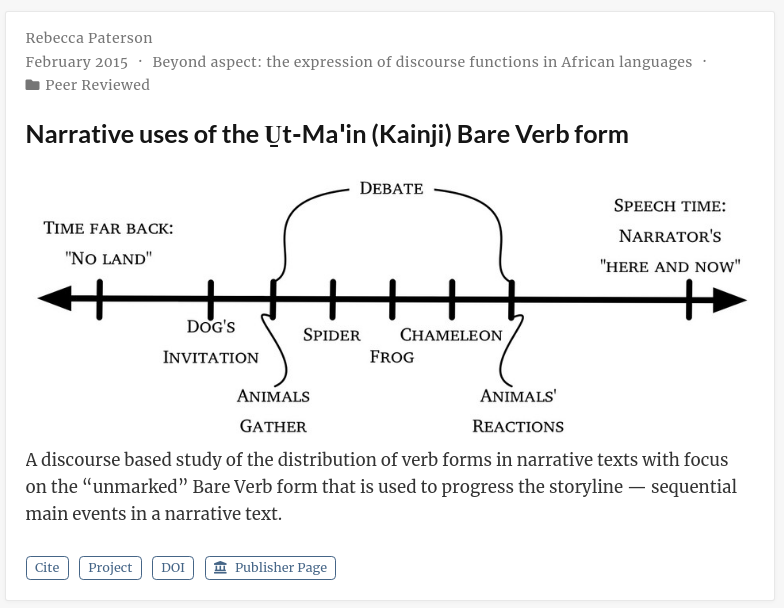 Rebecca Paterson
February 2015 · Beyond aspect: the expression of discourse functions in African languages ·
Peer Reviewed
Narrative uses of the U̱t-Maꞌin (Kainji) Bare Verb form
Debate
Time far back:
"No land"
Speech time:
Narrator's
"here and now"
Dog's
Invitation
Spider
Frog
Chameleon
Animals
Gather
Animals'
Reactions
A discourse based study of the distribution of verb forms in narrative texts with focus
on the “unmarked” Bare Verb form that is used to progress the storyline — sequential
main events in a narrative text.
Cite Project DOI Publisher Page